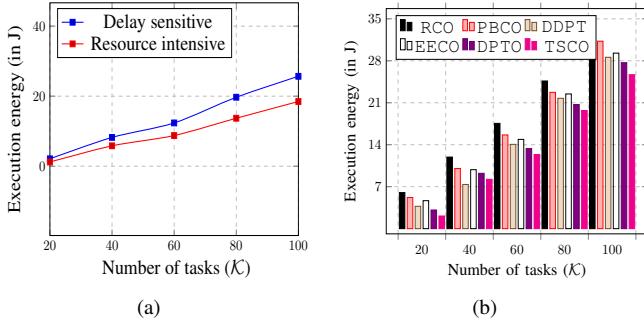 Delay sensitive
Resource intensive
Execution energy (in J)
20
0
−20
20 40 60 80 100
Number of tasks (𝒦)
(a)
RCO PBCO DDPT
EECO DPTO TSCO
Execution energy (in J)
35
28
21
14
7
20 40 60 80 100
Number of tasks (𝒦)
(b)